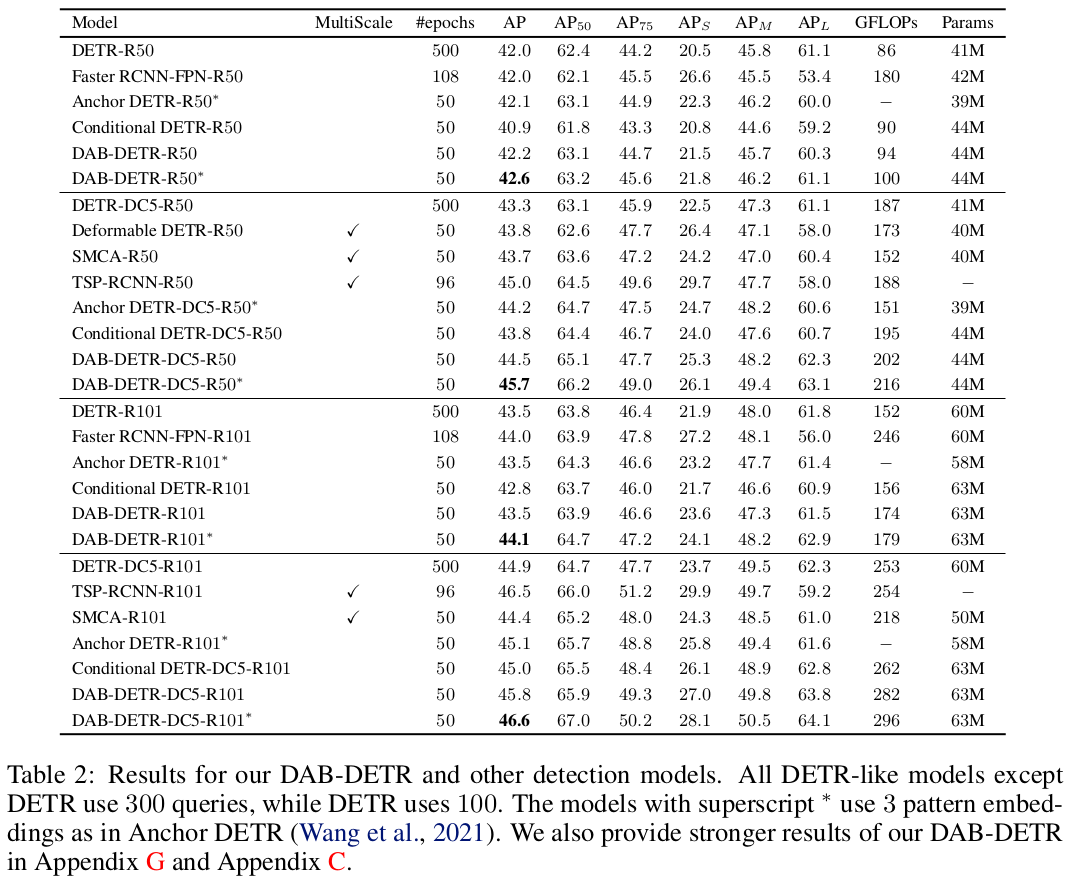 Model MultiScale #epochs AP AP50 AP75 APS APM APL GFLOPs Params
DETR-R50 500 42.0 62.4 44.2 20.5 45.8 61.1 86 41M
Faster RCNN-FPN-R50 108 42.0 62.1 45.5 26.6 45.5 53.4 180 42M
Anchor DETR-R50* 50 42.1 63.1 44.9 22.3 46.2 60.0 − 39M
Conditional DETR-R50 50 40.9 61.8 43.3 20.8 44.6 59.2 90 44M
DAB-DETR-R50 50 42.2 63.1 44.7 21.5 45.7 60.3 94 44M
DAB-DETR-R50* 50 42.6 63.2 45.6 21.8 46.2 61.1 100 44M
DETR-DC5-R50 500 43.3 63.1 45.9 22.5 47.3 61.1 187 41M
Deformable DETR-R50 ✓ 50 43.8 62.6 47.7 26.4 47.1 58.0 173 40M
SMCA-R50 ✓ 50 43.7 63.6 47.2 24.2 47.0 60.4 152 40M
TSP-RCNN-R50 ✓ 96 45.0 64.5 49.6 29.7 47.7 58.0 188 −
Anchor DETR-DC5-R50* 50 44.2 64.7 47.5 24.7 48.2 60.6 151 39M
Conditional DETR-DC5-R50 50 43.8 64.4 46.7 24.0 47.6 60.7 195 44M
DAB-DETR-DC5-R50 50 44.5 65.1 47.7 25.3 48.2 62.3 202 44M
DAB-DETR-DC5-R50* 50 45.7 66.2 49.0 26.1 49.4 63.1 216 44M
DETR-R101 500 43.5 63.8 46.4 21.9 48.0 61.8 152 60M
Faster RCNN-FPN-R101 108 44.0 63.9 47.8 27.2 48.1 56.0 246 60M
Anchor DETR-R101* 50 43.5 64.3 46.6 23.2 47.7 61.4 − 58M
Conditional DETR-R101 50 42.8 63.7 46.0 21.7 46.6 60.9 156 63M
DAB-DETR-R101 50 43.5 63.9 46.6 23.6 47.3 61.5 174 63M
DAB-DETR-R101* 50 44.1 64.7 47.2 24.1 48.2 62.9 179 63M
DETR-DC5-R101 500 44.9 64.7 47.7 23.7 49.5 62.3 253 60M
TSP-RCNN-R101 ✓ 96 46.5 66.0 51.2 29.9 49.7 59.2 254 −
SMCA-R101 ✓ 50 44.4 65.2 48.0 24.3 48.5 61.0 218 50M
Anchor DETR-R101* 50 45.1 65.7 48.8 25.8 49.4 61.6 − 58M
Conditional DETR-DC5-R101 50 45.0 65.5 48.4 26.1 48.9 62.8 262 63M
DAB-DETR-DC5-R101 50 45.8 65.9 49.3 27.0 49.8 63.8 282 63M
DAB-DETR-DC5-R101* 50 46.6 67.0 50.2 28.1 50.5 64.1 296 63M
Table 2: Results for our DAB-DETR and other detection models. All DETR-like models except
DETR use 300 queries, while DETR uses 100. The models with superscript * use 3 pattern embed-
dings as in Anchor DETR (Wang et al., 2021). We also provide stronger results of our DAB-DETR
in Appendix G and Appendix C.